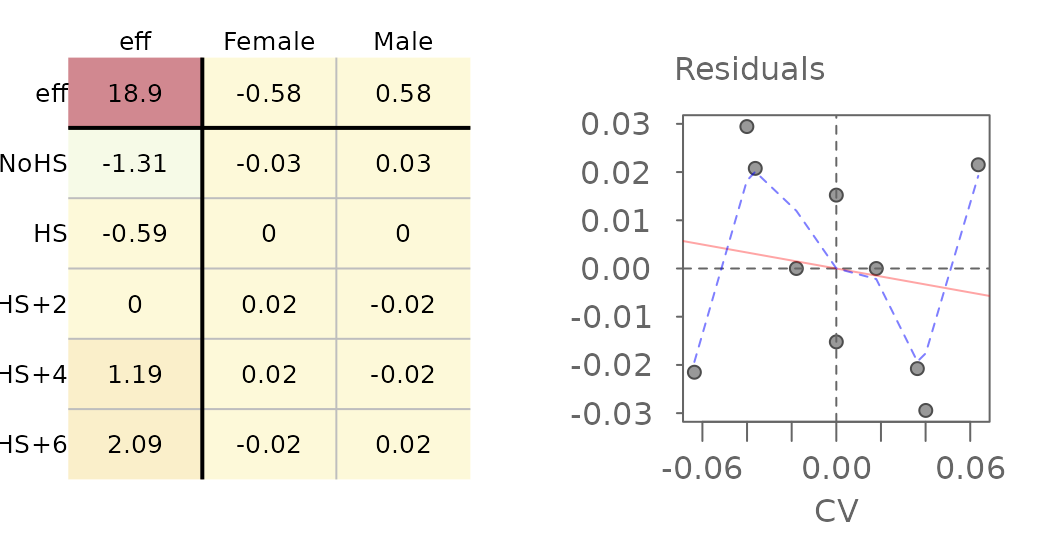 eff Female Male
eff 18.9 -0.58 0.58
NoHS -1.31 -0.03 0.03
HS -0.59 0 0
HS+2 0 0.02 -0.02
HS+4 1.19 0.02 -0.02
HS+6 2.09 -0.02 0.02
Residuals
0.03
0.02
0.01
0.00
-0.01
-0.02
-0.03
-0.06 0.00 0.06
CV